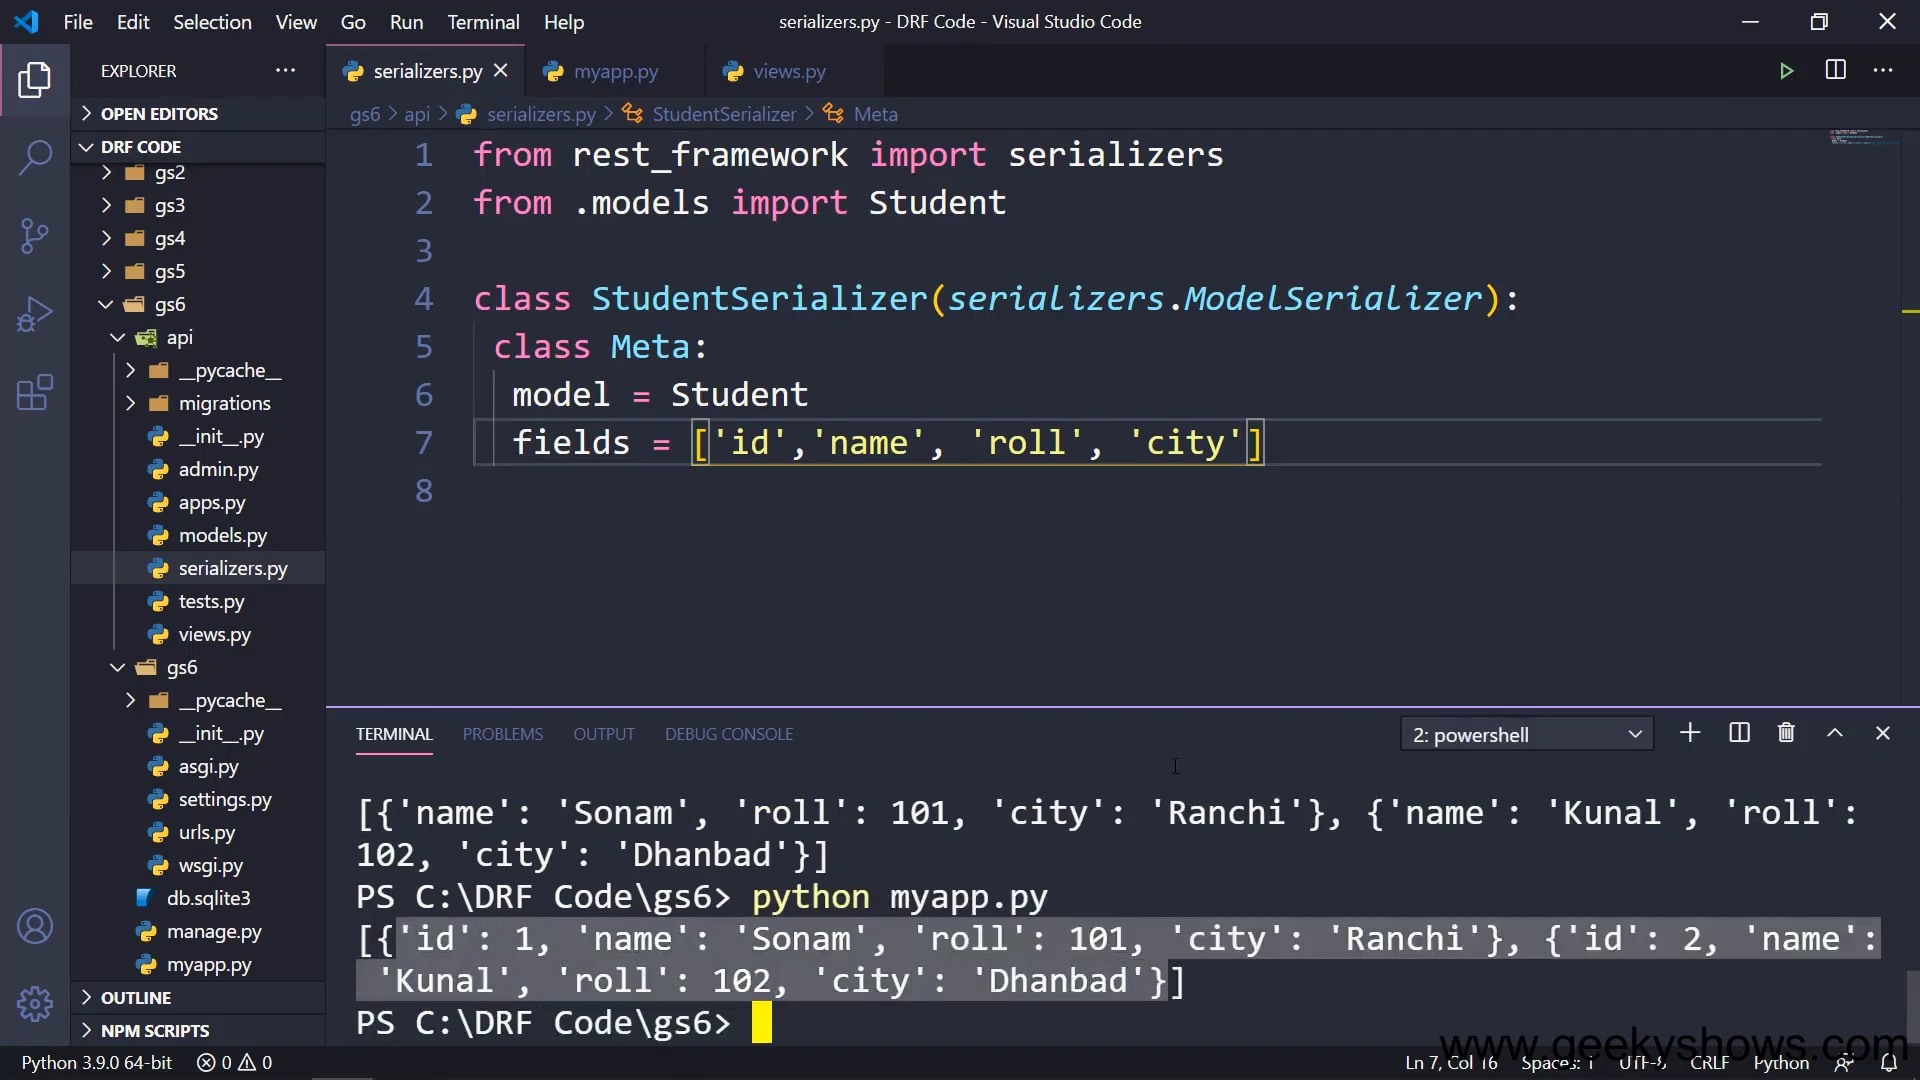 File Edit Selection View Go Run Terminal Help
serializers.py - DRF Code - Visual Studio Code
EXPLORER
OPEN EDITORS
DRF CODE
gs2
gs3
gs4
gs5
gs6
api
__pycache__
migrations
__init__.py
admin.py
apps.py
models.py
serializers.py
tests.py
views.py
gs6
__pycache__
__init__.py
asgi.py
settings.py
urls.py
wsgi.py
db.sqlite3
manage.py
myapp.py
OUTLINE
NPM SCRIPTS
serializers.py myapp.py views.py
gs6 > api > serializers.py > StudentSerializer > Meta
1 from rest_framework import serializers
2 from .models import Student
3
4 class StudentSerializer(serializers.ModelSerializer):
5 class Meta:
6 model = Student
7 fields = ['id','name', 'roll', 'city']
8
TERMINAL PROBLEMS OUTPUT DEBUG CONSOLE
2: powershell
[{'name': 'Sonam', 'roll': 101, 'city': 'Ranchi'}, {'name': 'Kunal', 'roll':
102, 'city': 'Dhanbad'}]
PS C:\DRF Code\gs6> python myapp.py
[{'id': 1, 'name': 'Sonam', 'roll': 101, 'city': 'Ranchi'}, {'id': 2, 'name':
'Kunal', 'roll': 102, 'city': 'Dhanbad'}]
PS C:\DRF Code\gs6>
www.geekyshows.com
Python 3.9.0 64-bit 0 0
Ln 7, Col 16 Spaces: 1 UTF-8 CRLF Python